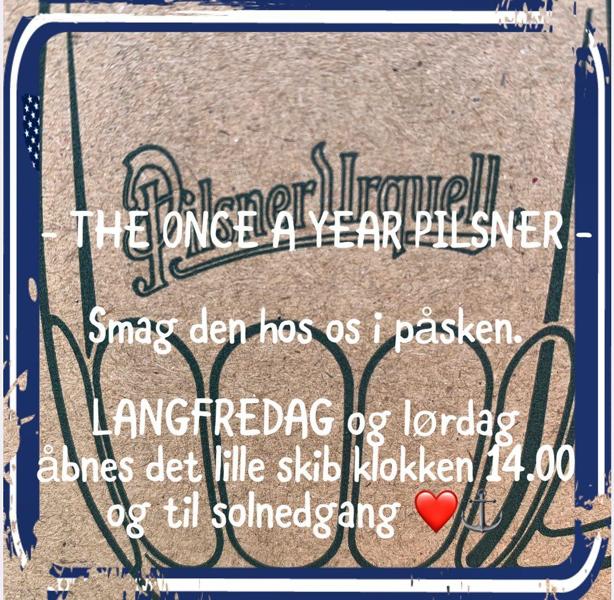 Pilsner Urquell
- THE ONCE A YEAR PILSNER -
Smag den hos os i påsken.
LANGFREDAG og lørdag
åbnes det lille skib klokken 14.00
og til solnedgang ❤️⚓